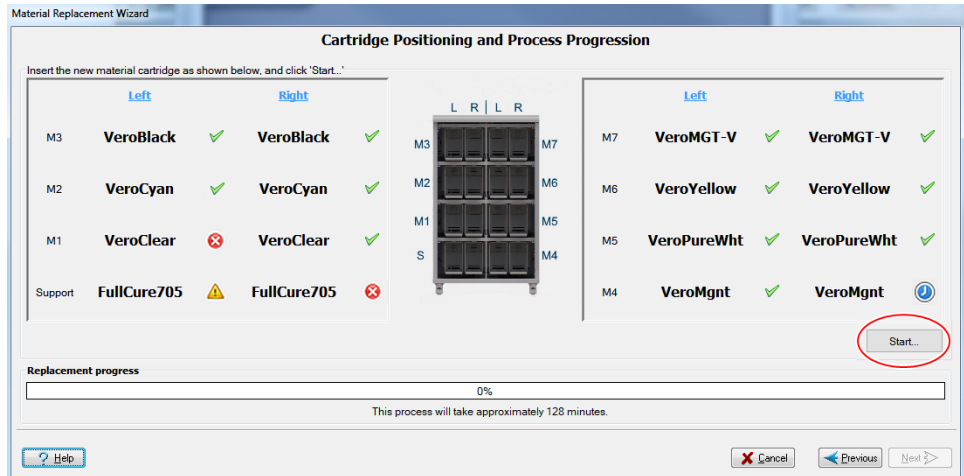 Material Replacement Wizard
Cartridge Positioning and Process Progression
Insert the new material cartridge as shown below, and click 'Start...'
Left Right
M3 VeroBlack VeroBlack
M2 VeroCyan VeroCyan
M1 VeroClear VeroClear
Support FullCure705 FullCure705
L R L R
M3 M7
M2 M6
M1 M5
S M4
Left Right
M7 VeroMGT-V VeroMGT-V
M6 VeroYellow VeroYellow
M5 VeroPureWht VeroPureWht
M4 VeroMgnt VeroMgnt
Start...
Replacement progress
0%
This process will take approximately 128 minutes.
? Help Cancel Previous Next